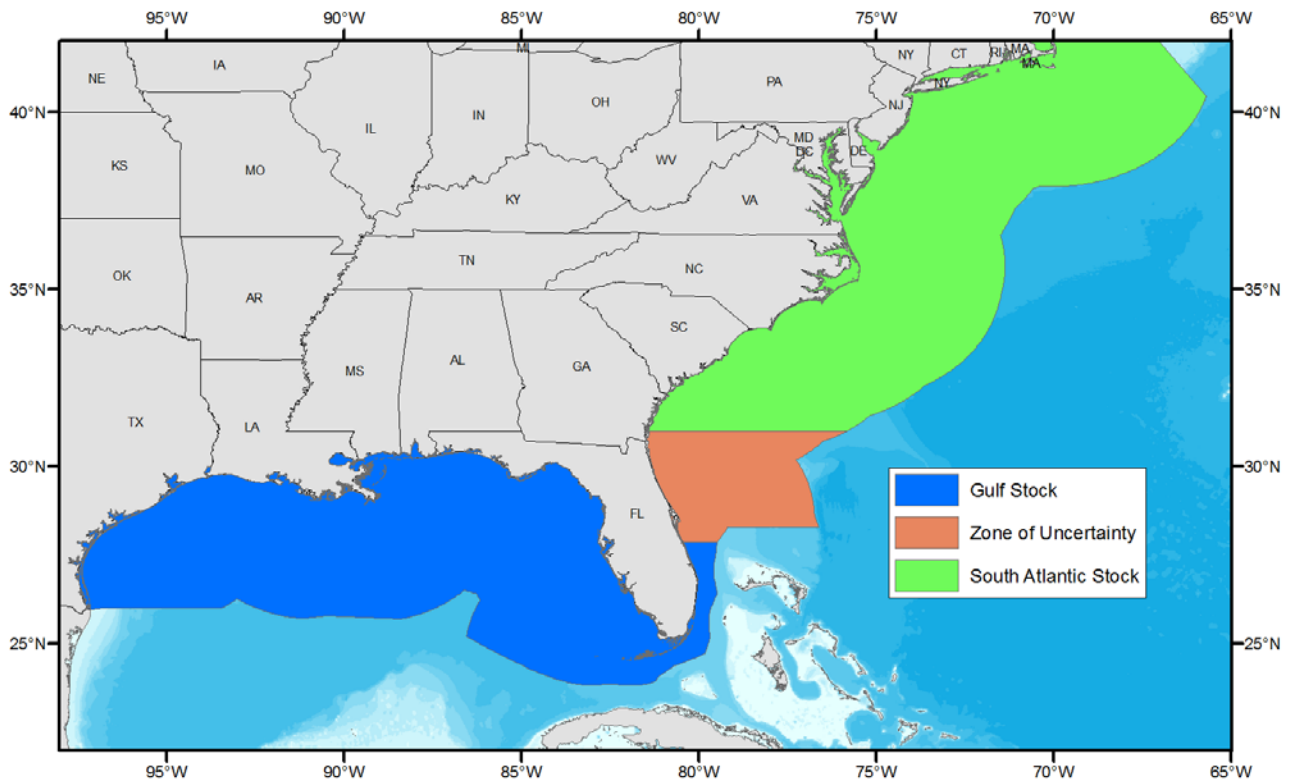 95°W 90°W 85°W 80°W 75°W 70°W 65°W
MI NY CT RI MA
IA MA
NE PA NY
OH NJ
40°N 40°N
IL IN
MD
DC DE
KS MO WV
KY VA
OK TN NC
35°N 35°N
AR
SC
MS AL GA
TX LA
30°N 30°N
Gulf Stock
FL
Zone of Uncertainty
South Atlantic Stock
25°N 25°N
95°W 90°W 85°W 80°W 75°W 70°W 65°W